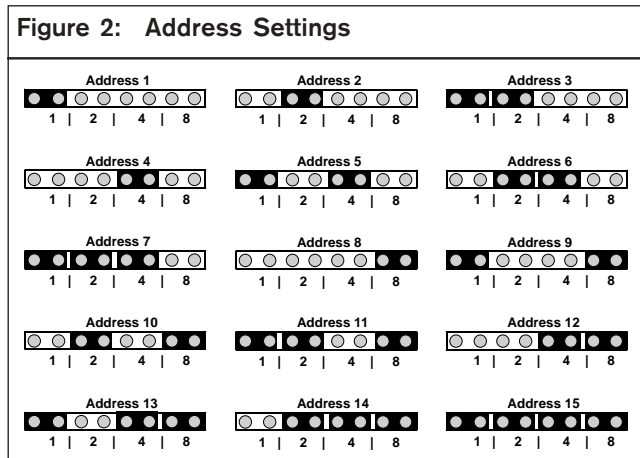 Figure 2: Address Settings
Address 1 Address 2 Address 3
1 | 2 | 4 | 8 1 | 2 | 4 | 8 1 | 2 | 4 | 8
Address 4 Address 5 Address 6
1 | 2 | 4 | 8 1 | 2 | 4 | 8 1 | 2 | 4 | 8
Address 7 Address 8 Address 9
1 | 2 | 4 | 8 1 | 2 | 4 | 8 1 | 2 | 4 | 8
Address 10 Address 11 Address 12
1 | 2 | 4 | 8 1 | 2 | 4 | 8 1 | 2 | 4 | 8
Address 13 Address 14 Address 15
1 | 2 | 4 | 8 1 | 2 | 4 | 8 1 | 2 | 4 | 8